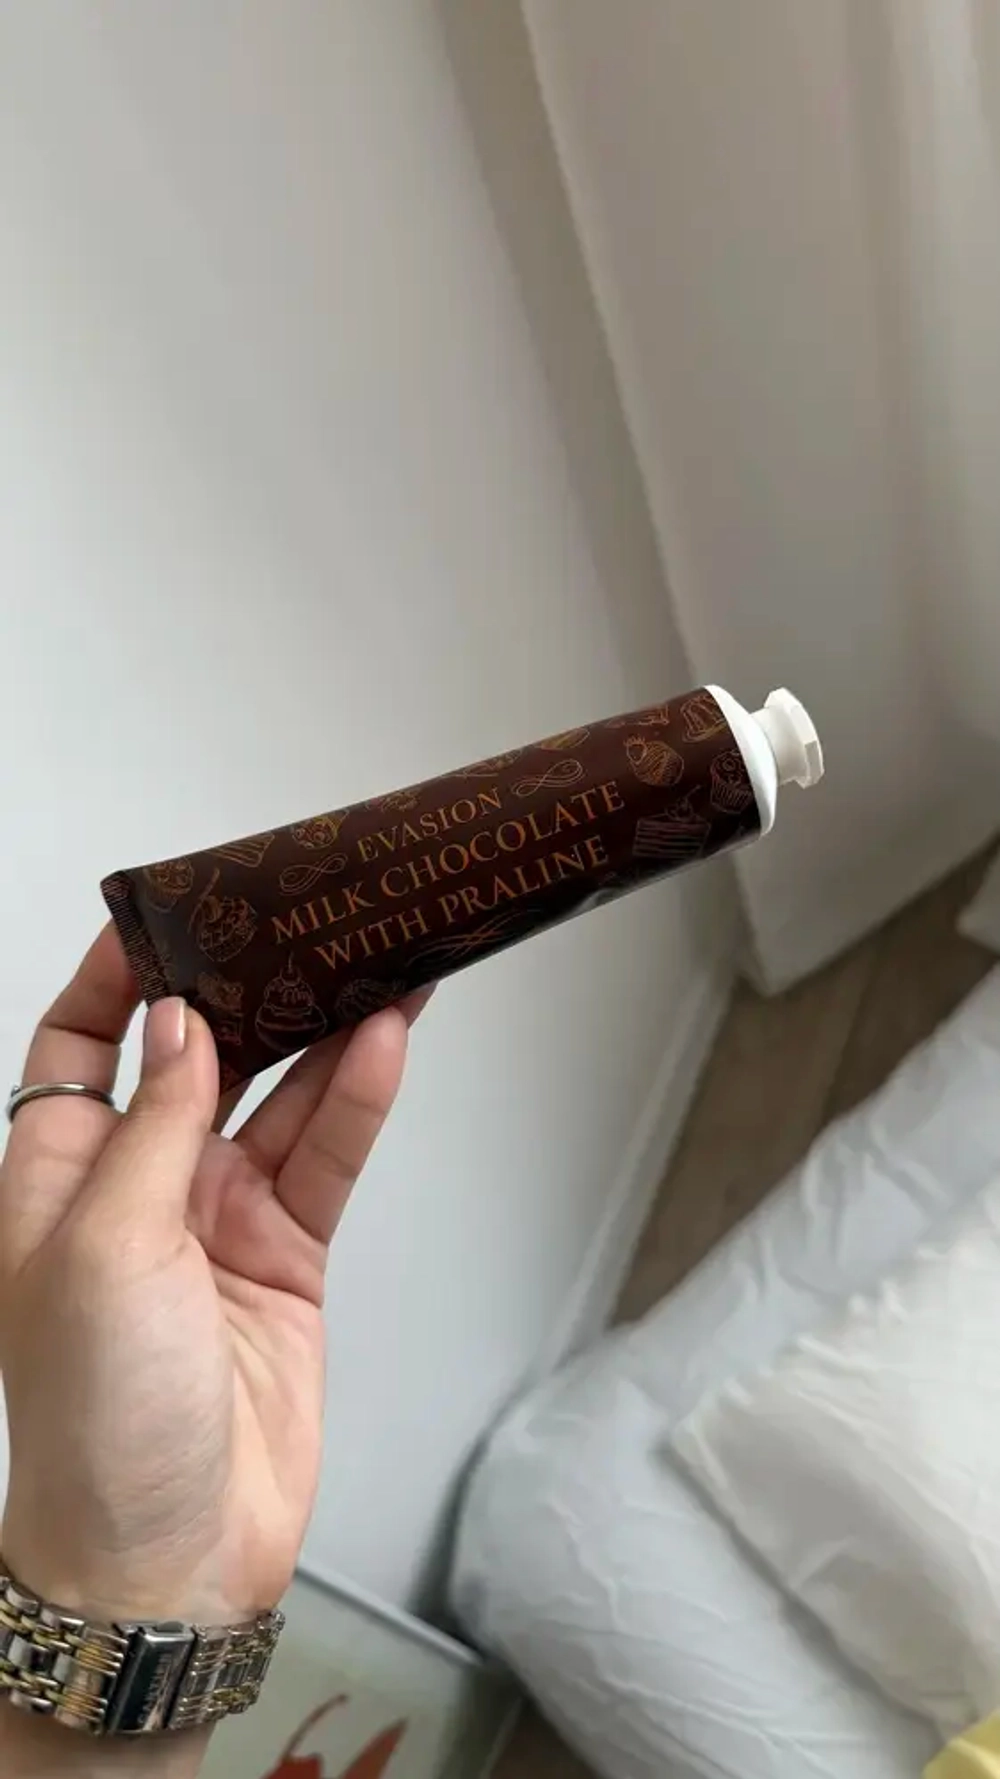 EVASION
MILK CHOCOLATE
WITH PRALINE